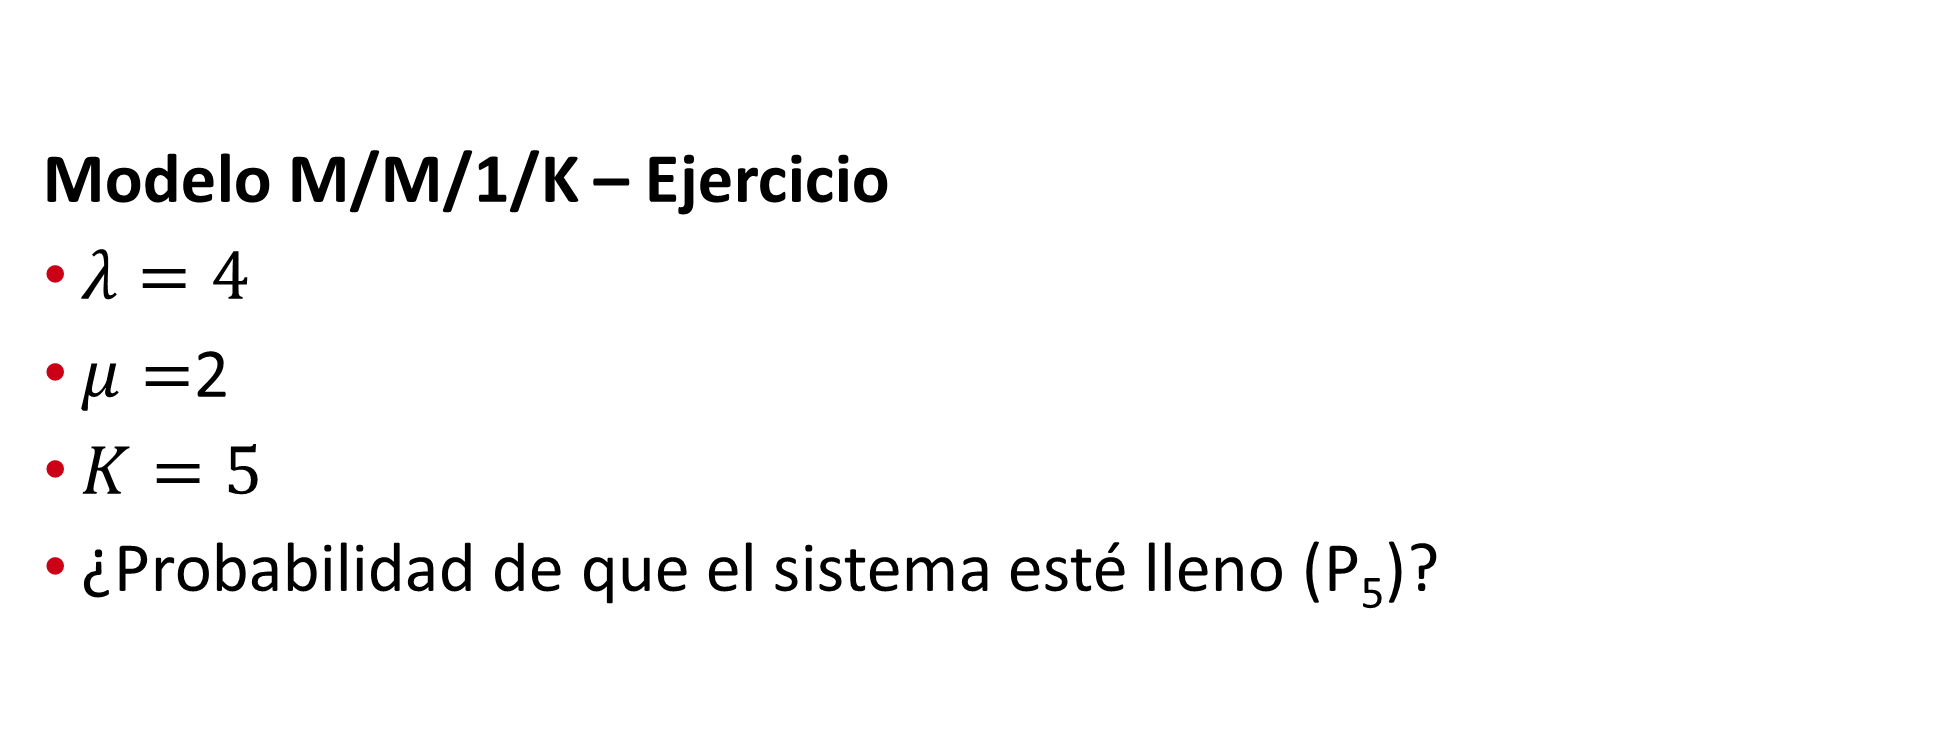 Modelo M/M/1/K – Ejercicio
• λ = 4
• μ =2
• K = 5
• ¿Probabilidad de que el sistema esté lleno (P₅)?